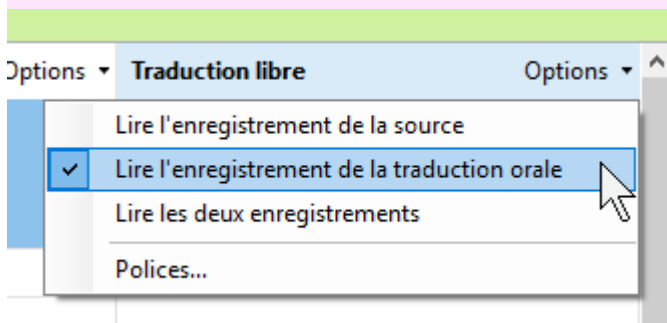 Options Traduction libre Options
Lire l'enregistrement de la source
Lire l'enregistrement de la traduction orale
Lire les deux enregistrements
Polices...